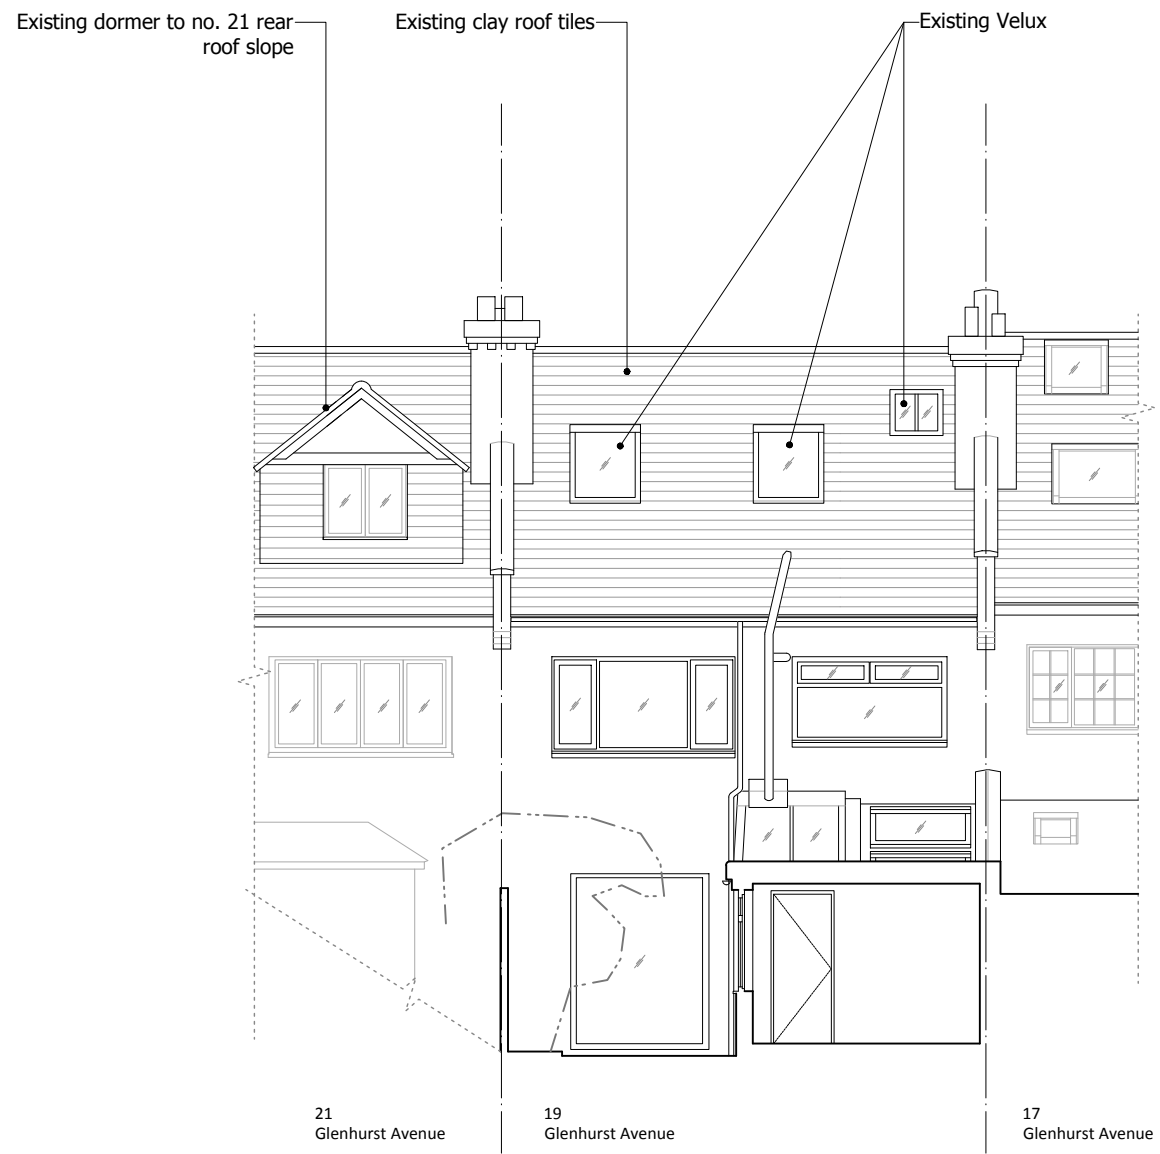 Existing dormer to no. 21 rear
roof slope
Existing clay roof tiles
Existing Velux
21
Glenhurst Avenue
19
Glenhurst Avenue
17
Glenhurst Avenue